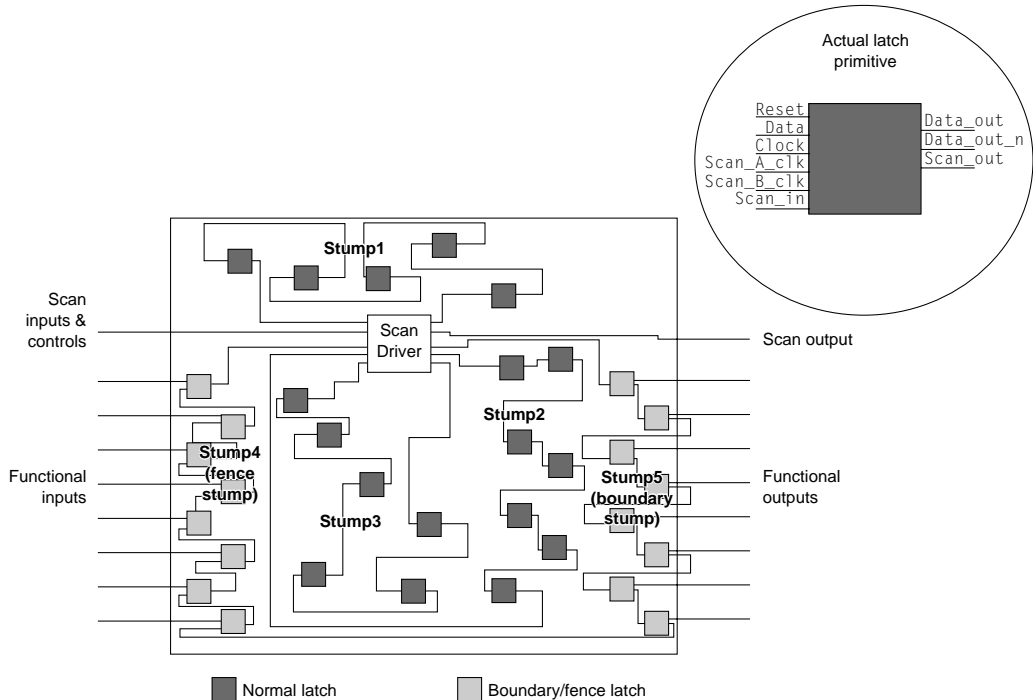 Actual latch
primitive
Reset
Data
Clock
Scan_A_clk
Scan_B_clk
Scan_in
Data_out
Data_out_n
Scan_out
Stump1
Scan
inputs &
controls
Scan
Driver
Scan output
Stump2
Stump4
(fence
stump)
Functional
inputs
Stump3
Stump5
(boundary
stump)
Functional
outputs
Normal latch
Boundary/fence latch